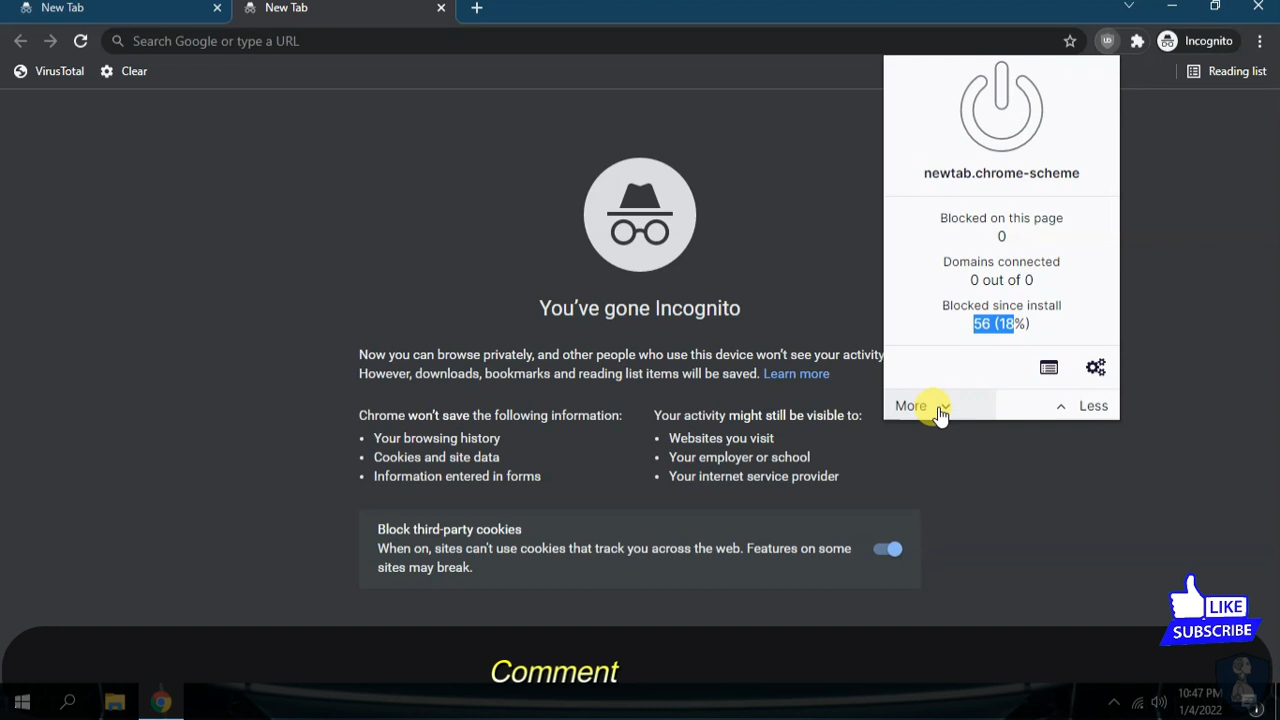 New Tab
New Tab
Search Google or type a URL
Incognito
VirusTotal
Clear
Reading list
newtab.chrome-scheme
Blocked on this page
0
Domains connected
0 out of 0
Blocked since install
56 (18%)
More
Less
You've gone Incognito
Now you can browse privately, and other people who use this device won't see your activity
However, downloads, bookmarks and reading list items will be saved. Learn more
Chrome won't save the following information:
• Your browsing history
• Cookies and site data
• Information entered in forms
Your activity might still be visible to:
• Websites you visit
• Your employer or school
• Your internet service provider
Block third-party cookies
When on, sites can't use cookies that track you across the web. Features on some
sites may break.
LIKE
SUBSCRIBE
Comment
10:47 PM
1/4/2022